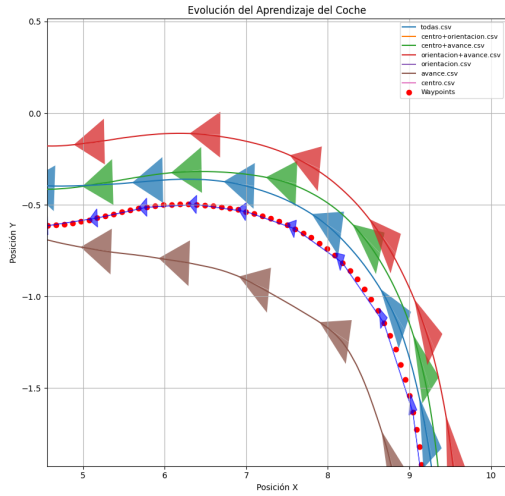 Evolución del Aprendizaje del Coche
todas.csv
centro+orientacion.csv
centro+avance.csv
orientacion+avance.csv
orientacion.csv
avance.csv
centro.csv
Waypoints
Posición Y
0.5
0.0
−0.5
−1.0
−1.5
5
6
7
8
9
10
Posición X